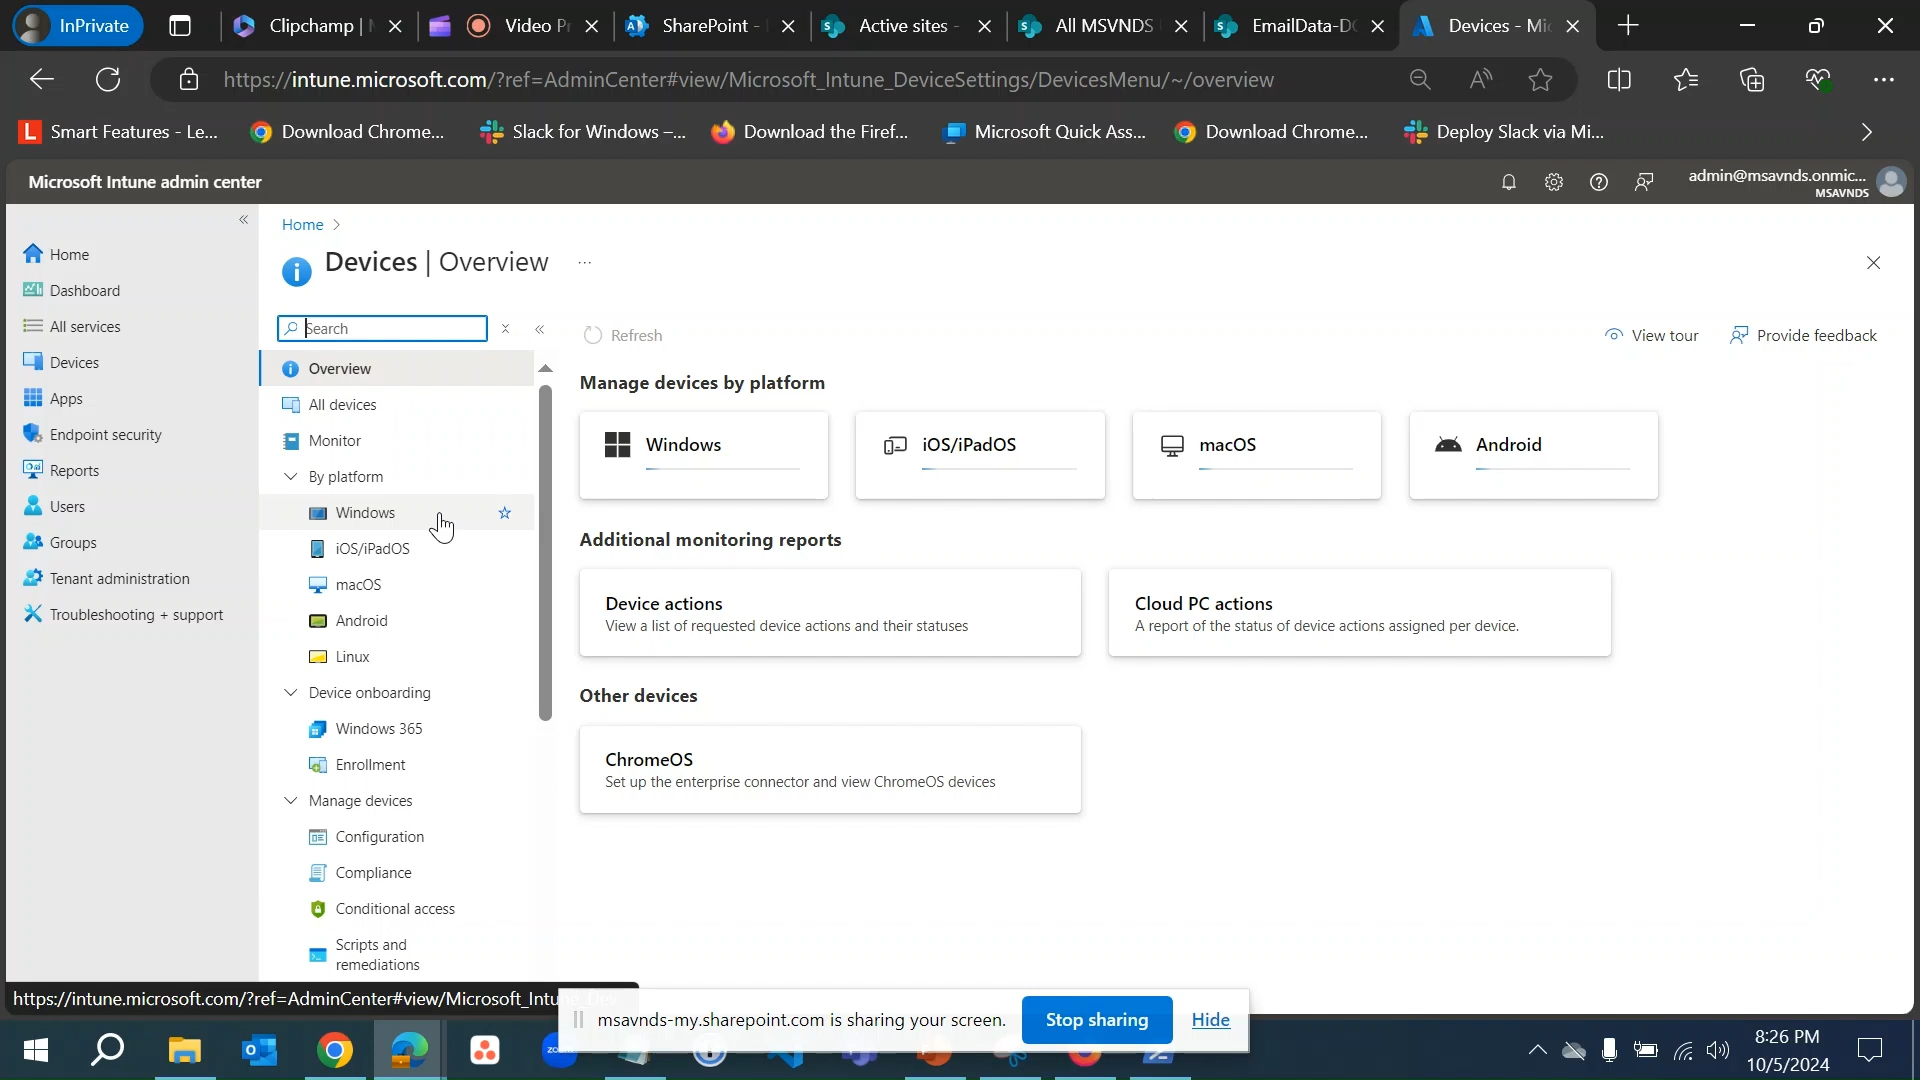 InPrivate
Clipchamp |
Video P
SharePoint -
Active sites -
All MSVNDS
EmailData-DC
Devices - Mi
https://intune.microsoft.com/?ref=AdminCenter#view/Microsoft_Intune_DeviceSettings/DevicesMenu/~/overview
Smart Features - Le...
Download Chrome...
Slack for Windows –...
Download the Firef...
Microsoft Quick Ass...
Download Chrome...
Deploy Slack via Mi...
Microsoft Intune admin center
admin@msavnds.onmic...
MSAVNDS
Home
Dashboard
All services
Devices
Apps
Endpoint security
Reports
Users
Groups
Tenant administration
Troubleshooting + support
Home >
Devices | Overview
...
Search
Overview
All devices
Monitor
By platform
Windows
iOS/iPadOS
macOS
Android
Linux
Device onboarding
Windows 365
Enrollment
Manage devices
Configuration
Compliance
Conditional access
Scripts and
remediations
Refresh
View tour
Provide feedback
Manage devices by platform
Windows
iOS/iPadOS
macOS
Android
Additional monitoring reports
Device actions
View a list of requested device actions and their statuses
Cloud PC actions
A report of the status of device actions assigned per device.
Other devices
ChromeOS
Set up the enterprise connector and view ChromeOS devices
https://intune.microsoft.com/?ref=AdminCenter#view/Microsoft_Intune_Dev
msavnds-my.sharepoint.com is sharing your screen.
Stop sharing
Hide
8:26 PM
10/5/2024